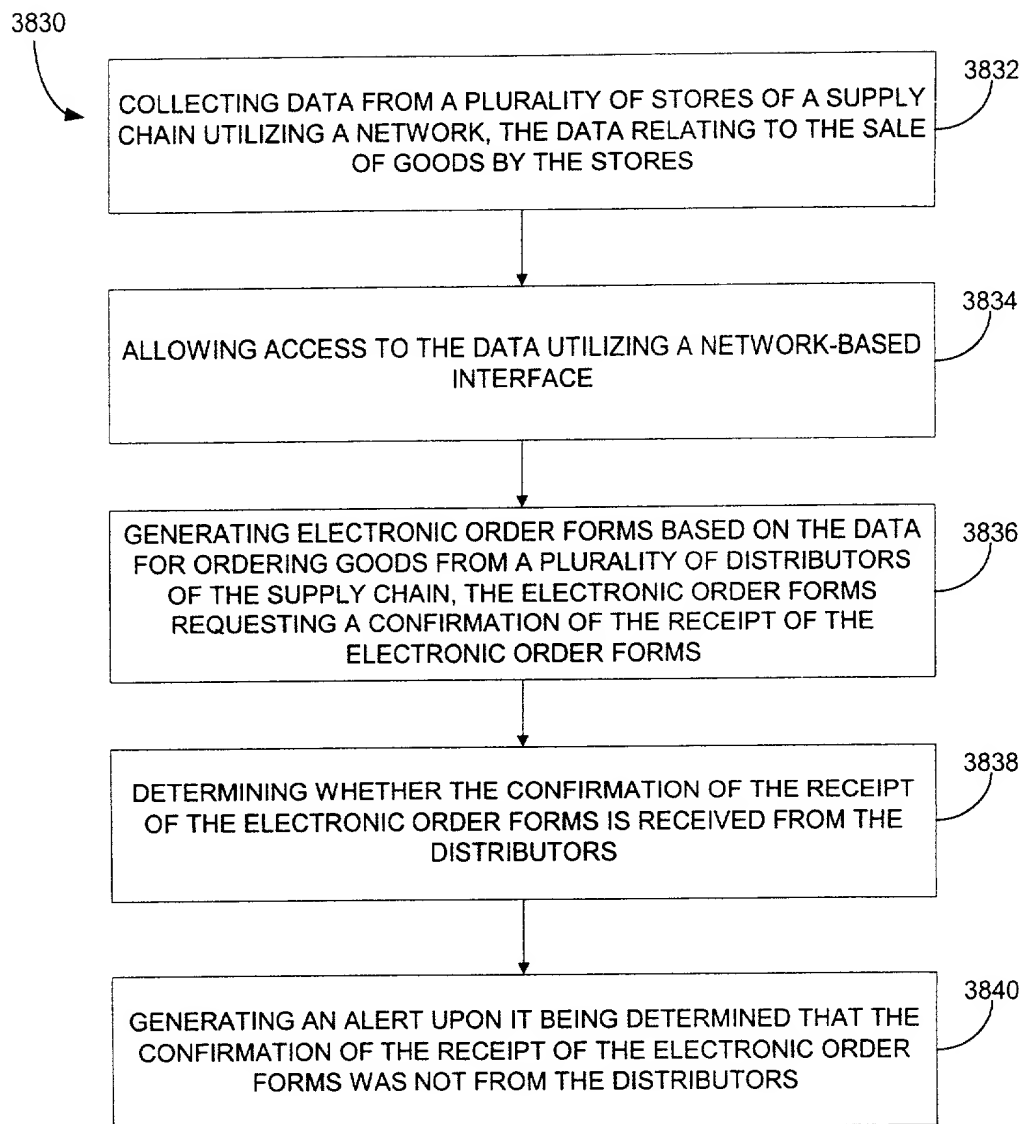 3830
3832
COLLECTING DATA FROM A PLURALITY OF STORES OF A SUPPLY
CHAIN UTILIZING A NETWORK, THE DATA RELATING TO THE SALE
OF GOODS BY THE STORES
3834
ALLOWING ACCESS TO THE DATA UTILIZING A NETWORK-BASED
INTERFACE
3836
GENERATING ELECTRONIC ORDER FORMS BASED ON THE DATA
FOR ORDERING GOODS FROM A PLURALITY OF DISTRIBUTORS
OF THE SUPPLY CHAIN, THE ELECTRONIC ORDER FORMS
REQUESTING A CONFIRMATION OF THE RECEIPT OF THE
ELECTRONIC ORDER FORMS
3838
DETERMINING WHETHER THE CONFIRMATION OF THE RECEIPT
OF THE ELECTRONIC ORDER FORMS IS RECEIVED FROM THE
DISTRIBUTORS
3840
GENERATING AN ALERT UPON IT BEING DETERMINED THAT THE
CONFIRMATION OF THE RECEIPT OF THE ELECTRONIC ORDER
FORMS WAS NOT FROM THE DISTRIBUTORS